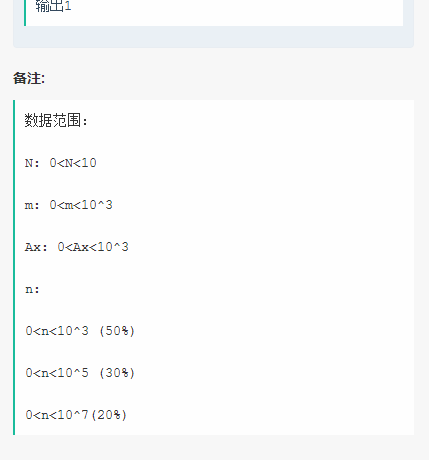 输出1
备注:
数据范围：
N: 0<N<10
m: 0<m<10^3
Ax: 0<Ax<10^3
n:
0<n<10^3 (50%)
0<n<10^5 (30%)
0<n<10^7(20%)